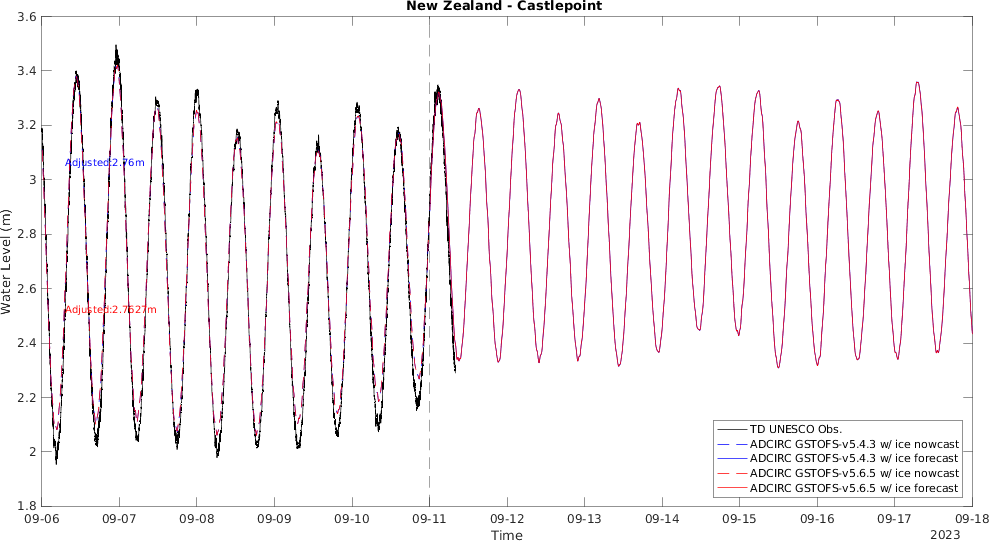 New Zealand - Castlepoint
Water Level (m)
3.6
3.4
3.2
3
2.8
2.6
2.4
2.2
2
1.8
Adjusted:2.76m
Adjusted:2.7627m
TD UNESCO Obs.
ADCIRC GSTOFS-v5.4.3 w/ ice nowcast
ADCIRC GSTOFS-v5.4.3 w/ ice forecast
ADCIRC GSTOFS-v5.6.5 w/ ice nowcast
ADCIRC GSTOFS-v5.6.5 w/ ice forecast
09-06 09-07 09-08 09-09 09-10 09-11 09-12 09-13 09-14 09-15 09-16 09-17 09-18
Time
2023